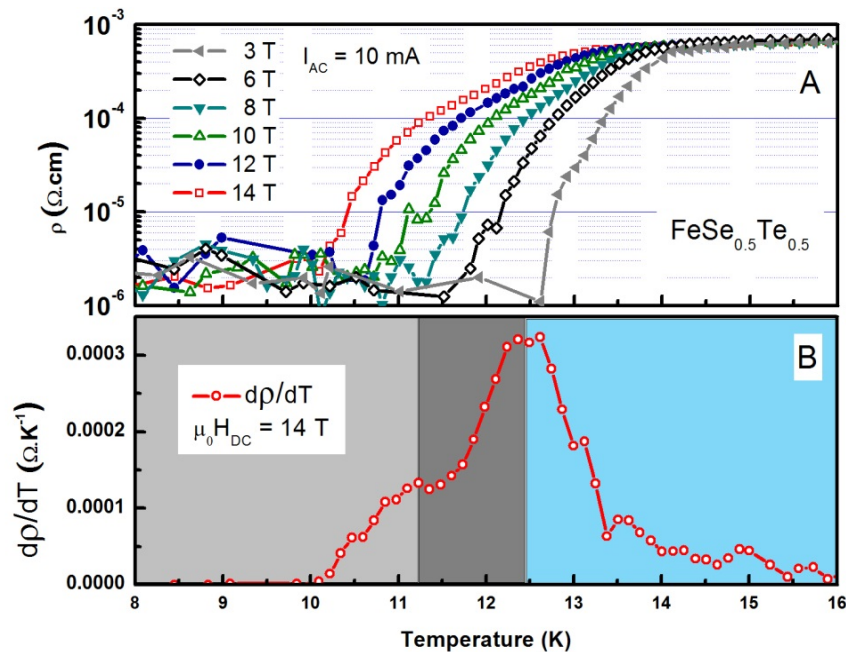 10⁻³
10⁻⁴
10⁻⁵
10⁻⁶
ρ (Ω.cm)
3 T
6 T
8 T
10 T
12 T
14 T
I_AC = 10 mA
A
FeSe₀.₅Te₀.₅
0.0003
0.0002
0.0001
0.0000
dρ/dT (Ω.K⁻¹)
dρ/dT
μ₀H_DC = 14 T
B
8 9 10 11 12 13 14 15 16
Temperature (K)